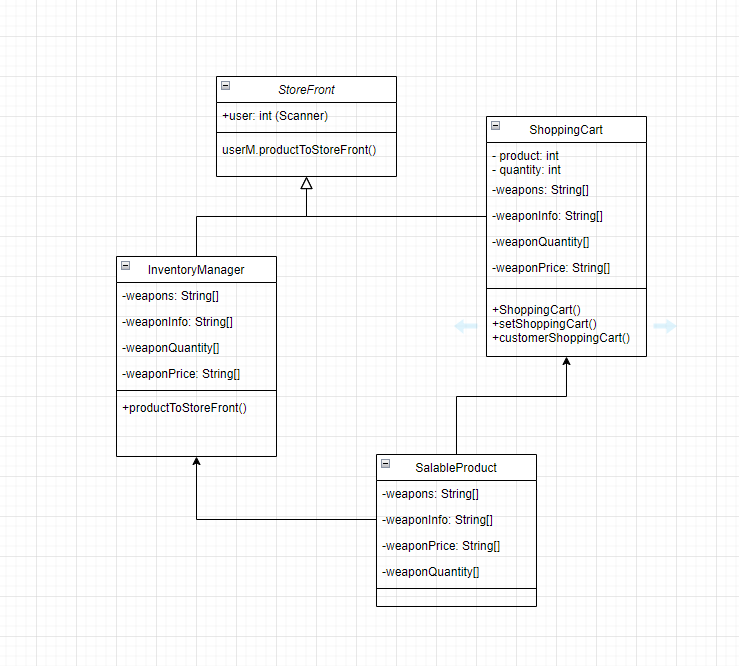 StoreFront
+user: int (Scanner)
userM.productToStoreFront()
ShoppingCart
- product: int
- quantity: int
-weapons: String[]
-weaponInfo: String[]
-weaponQuantity[]
-weaponPrice: String[]
+ShoppingCart()
+setShoppingCart()
+customerShoppingCart()
InventoryManager
-weapons: String[]
-weaponInfo: String[]
-weaponQuantity[]
-weaponPrice: String[]
+productToStoreFront()
SalableProduct
-weapons: String[]
-weaponInfo: String[]
-weaponPrice: String[]
-weaponQuantity[]